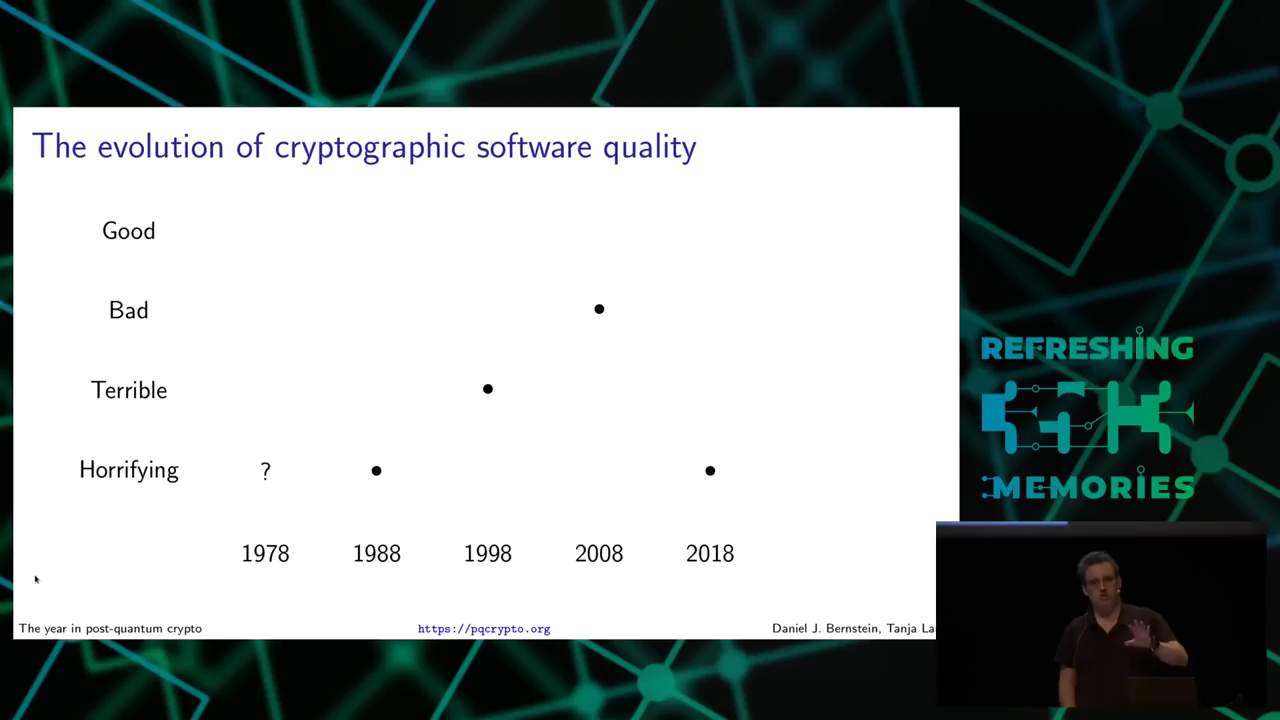 The evolution of cryptographic software quality
Good
Bad
Terrible
Horrifying ?
1978 1988 1998 2008 2018
The year in post-quantum crypto https://pqcrypto.org Daniel J. Bernstein, Tanja La
REFRESHING
35C3
MEMORIES